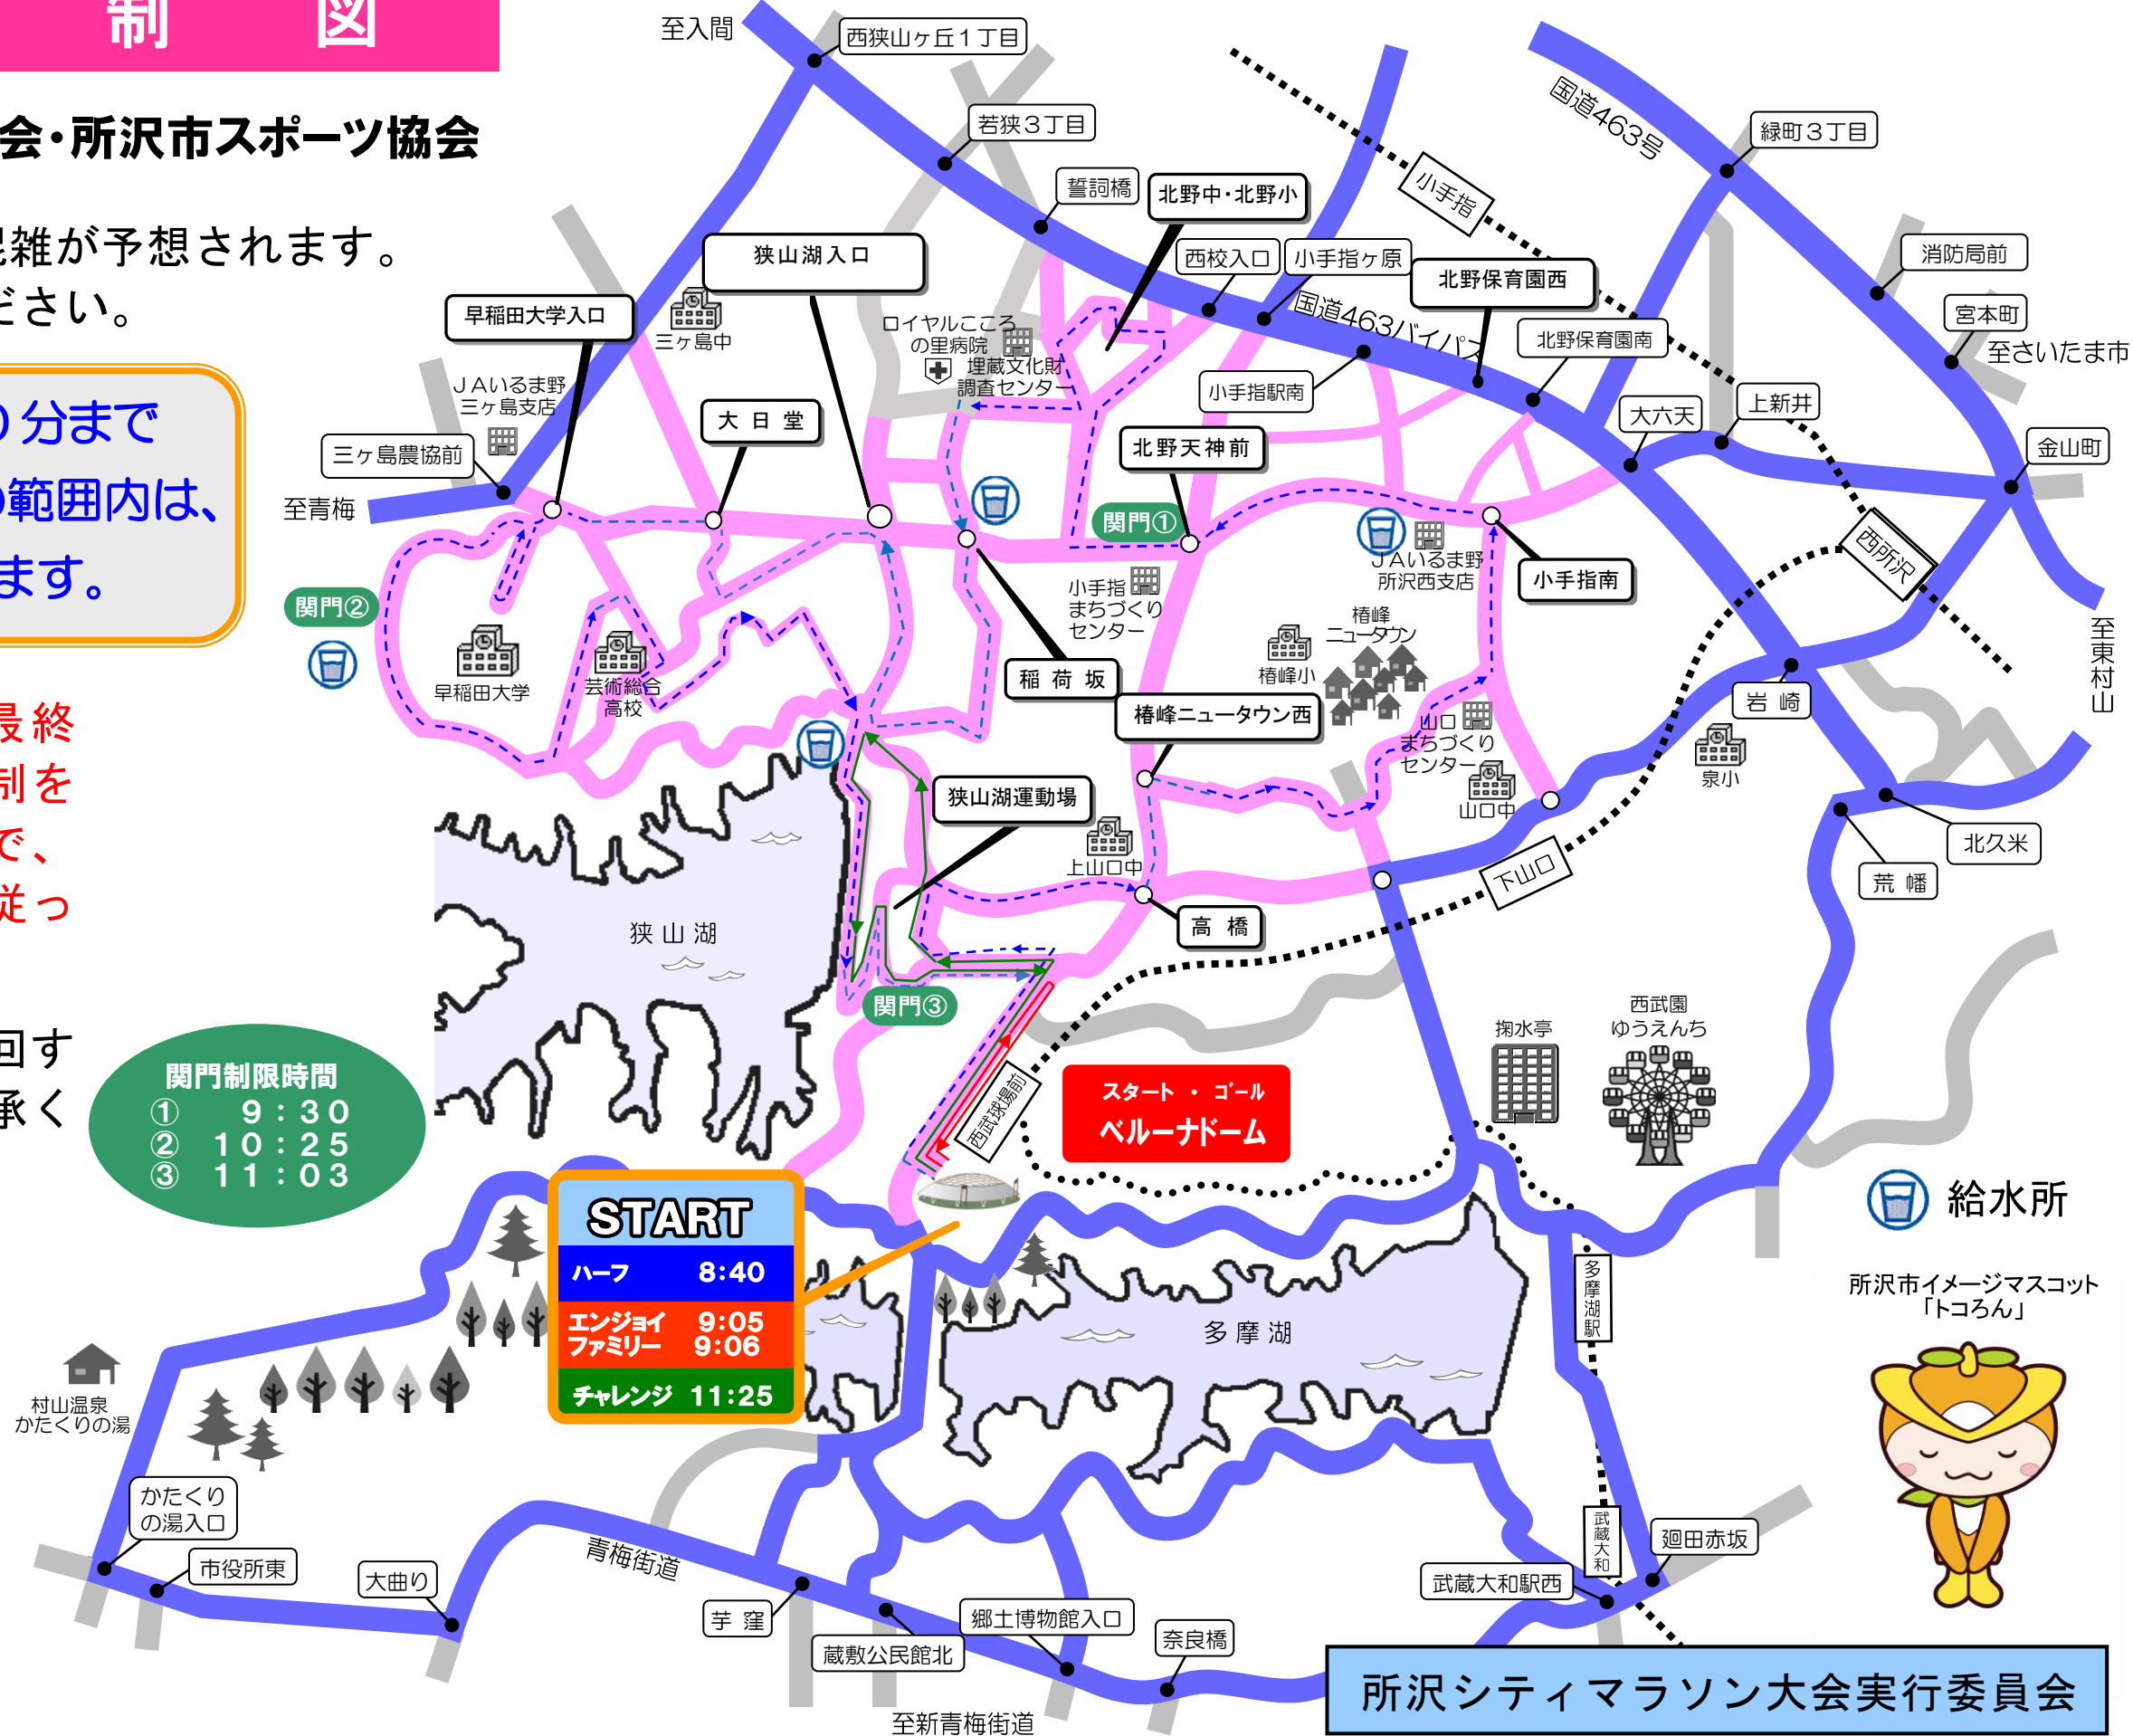 制　図
会・所沢市スポーツ協会
雑が予想されます。
ださい。
分まで
範囲内は、
ます。
最終
制を
で、
従っ
回す
承く
関門制限時間
① 9：30
② 10：25
③ 11：03
至入間
西狭山ヶ丘１丁目
若狭３丁目
誓詞橋
北野中・北野小
西校入口
小手指ヶ原
国道463バイパス
北野保育園西
北野保育園南
小手指駅南
小手指
国道463号
緑町３丁目
消防局前
宮本町
至さいたま市
上新井
大六天
金山町
西所沢
至東村山
狭山湖入口
早稲田大学入口
三ヶ島中
ＪＡいるま野
三ヶ島支店
三ヶ島農協前
至青梅
大日堂
ロイヤルこころ
の里病院
埋蔵文化財
調査センター
北野天神前
関門①
小手指
まちづくり
センター
ＪＡいるま野
所沢西支店
小手指南
関門②
早稲田大学
芸術総合
高校
稲荷坂
椿峰
ニュータウン
椿峰小
椿峰ニュータウン西
山口
まちづくり
センター
山口中
岩崎
泉小
北久米
荒幡
狭山湖運動場
上山口中
高橋
下山口
狭山湖
関門③
西武球場前
スタート・ゴール
ベルーナドーム
掬水亭
西武園
ゆうえんち
給水所
START
ハーフ 8:40
エンジョイ 9:05
ファミリー 9:06
チャレンジ 11:25
多摩湖
多摩湖駅
所沢市イメージマスコット
「トコろん」
村山温泉
かたくりの湯
かたくり
の湯入口
市役所東
大曲り
青梅街道
芋窪
蔵敷公民館北
郷土博物館入口
奈良橋
至新青梅街道
武蔵大和
武蔵大和駅西
廻田赤坂
所沢シティマラソン大会実行委員会